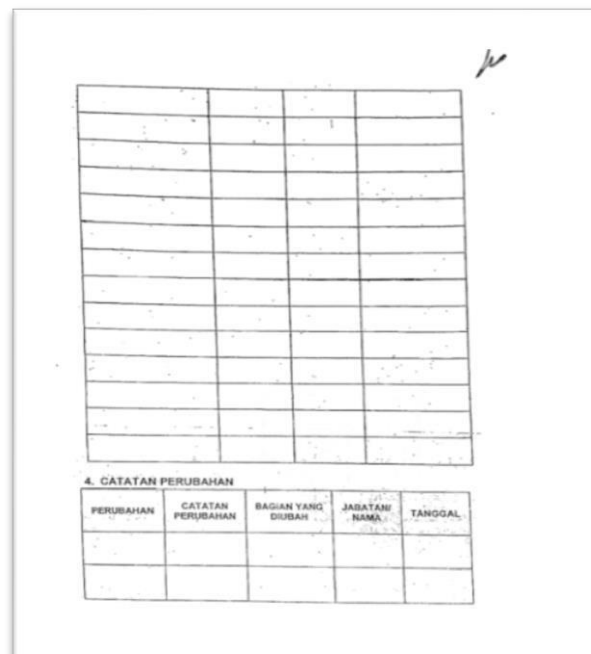 4. CATATAN PERUBAHAN
PERUBAHAN
CATATAN
PERUBAHAN
BAGIAN YANG
DIUBAH
JABATAN/
NAMA
TANGGAL